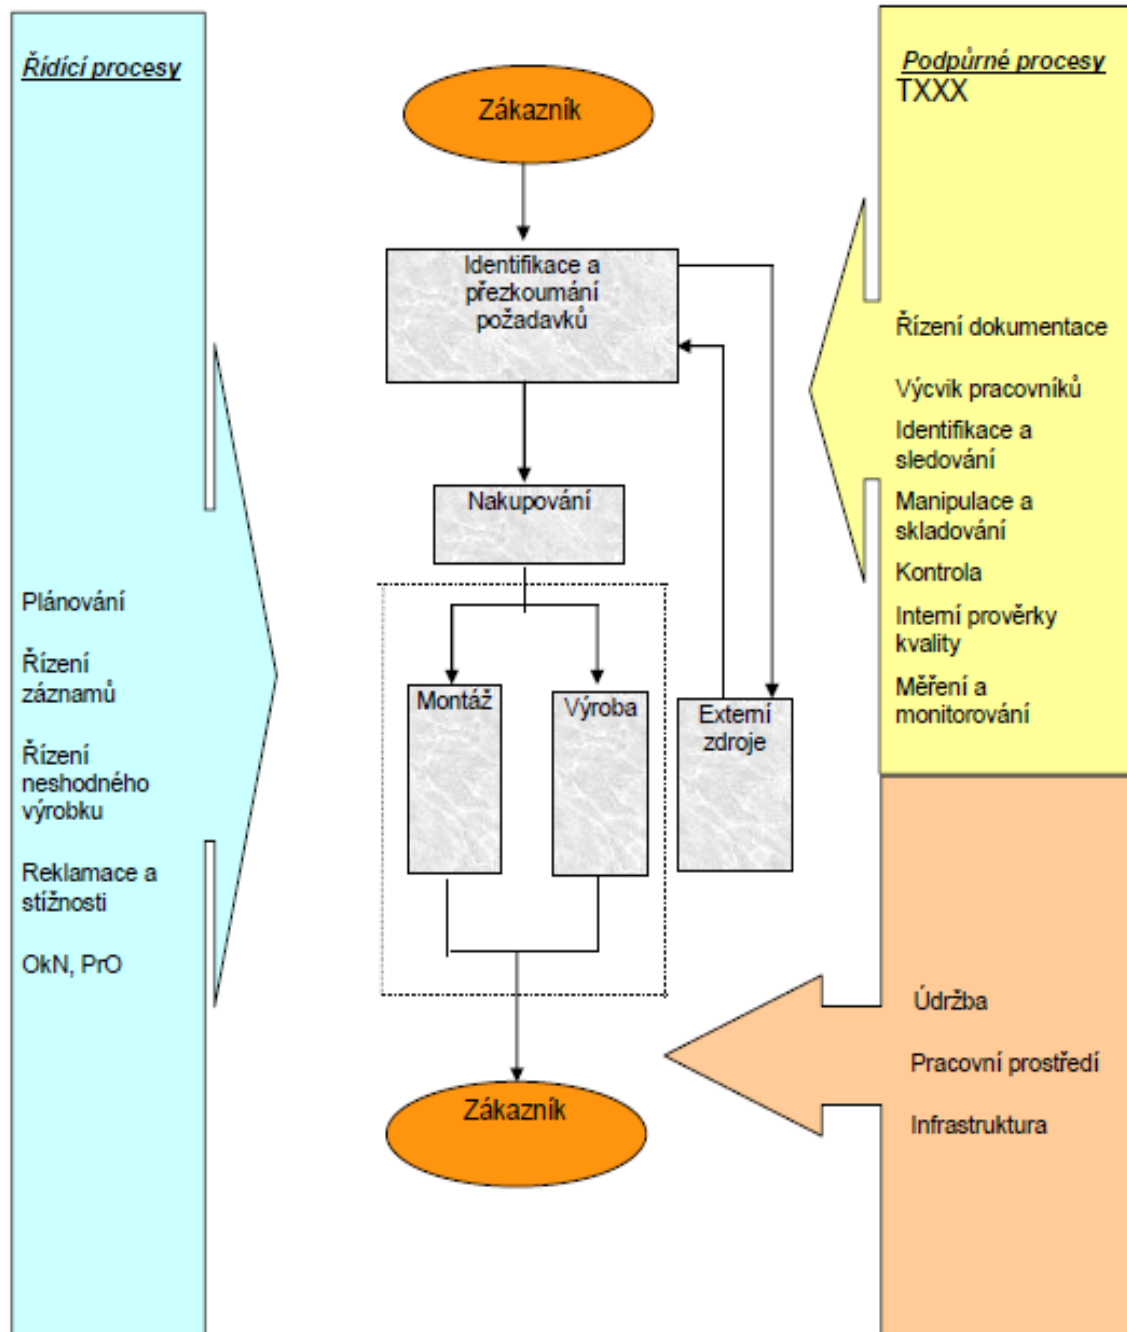 Řídící procesy
Plánování
Řízení
záznamů
Řízení
neshodného
výrobku
Reklamace a
stížnosti
OkN, PrO
Zákazník
Identifikace a
přezkoumání
požadavků
Nakupování
Montáž
Výroba
Externí
zdroje
Zákazník
Podpůrné procesy
TXXX
Řízení dokumentace
Výcvik pracovníků
Identifikace a
sledování
Manipulace a
skladování
Kontrola
Interní prověrky
kvality
Měření a
monitorování
Údržba
Pracovní prostředí
Infrastruktura